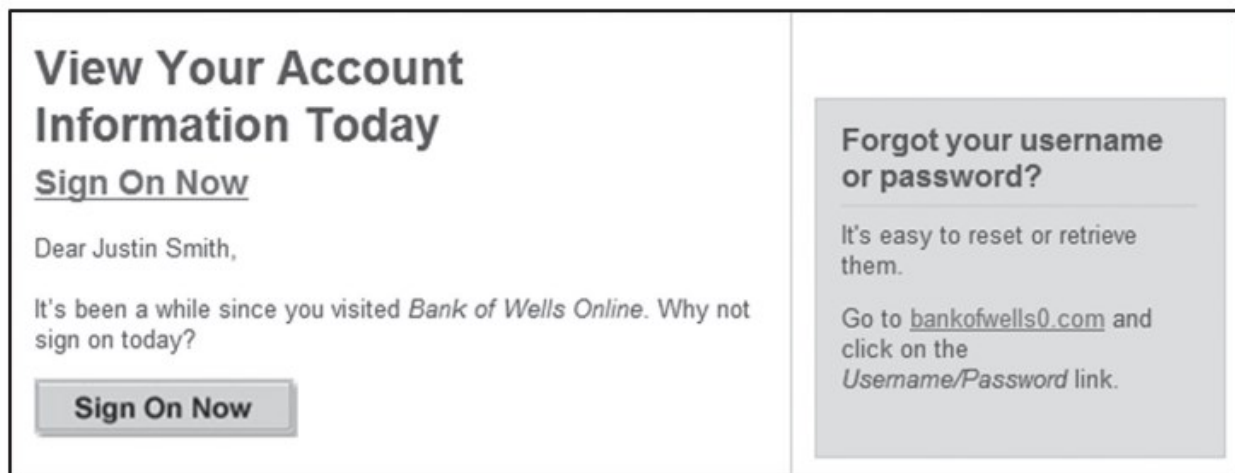 View Your Account
Information Today
Sign On Now
Dear Justin Smith,
It's been a while since you visited Bank of Wells Online. Why not
sign on today?
Sign On Now
Forgot your username
or password?
It's easy to reset or retrieve
them.
Go to bankofwells0.com and
click on the
Username/Password link.